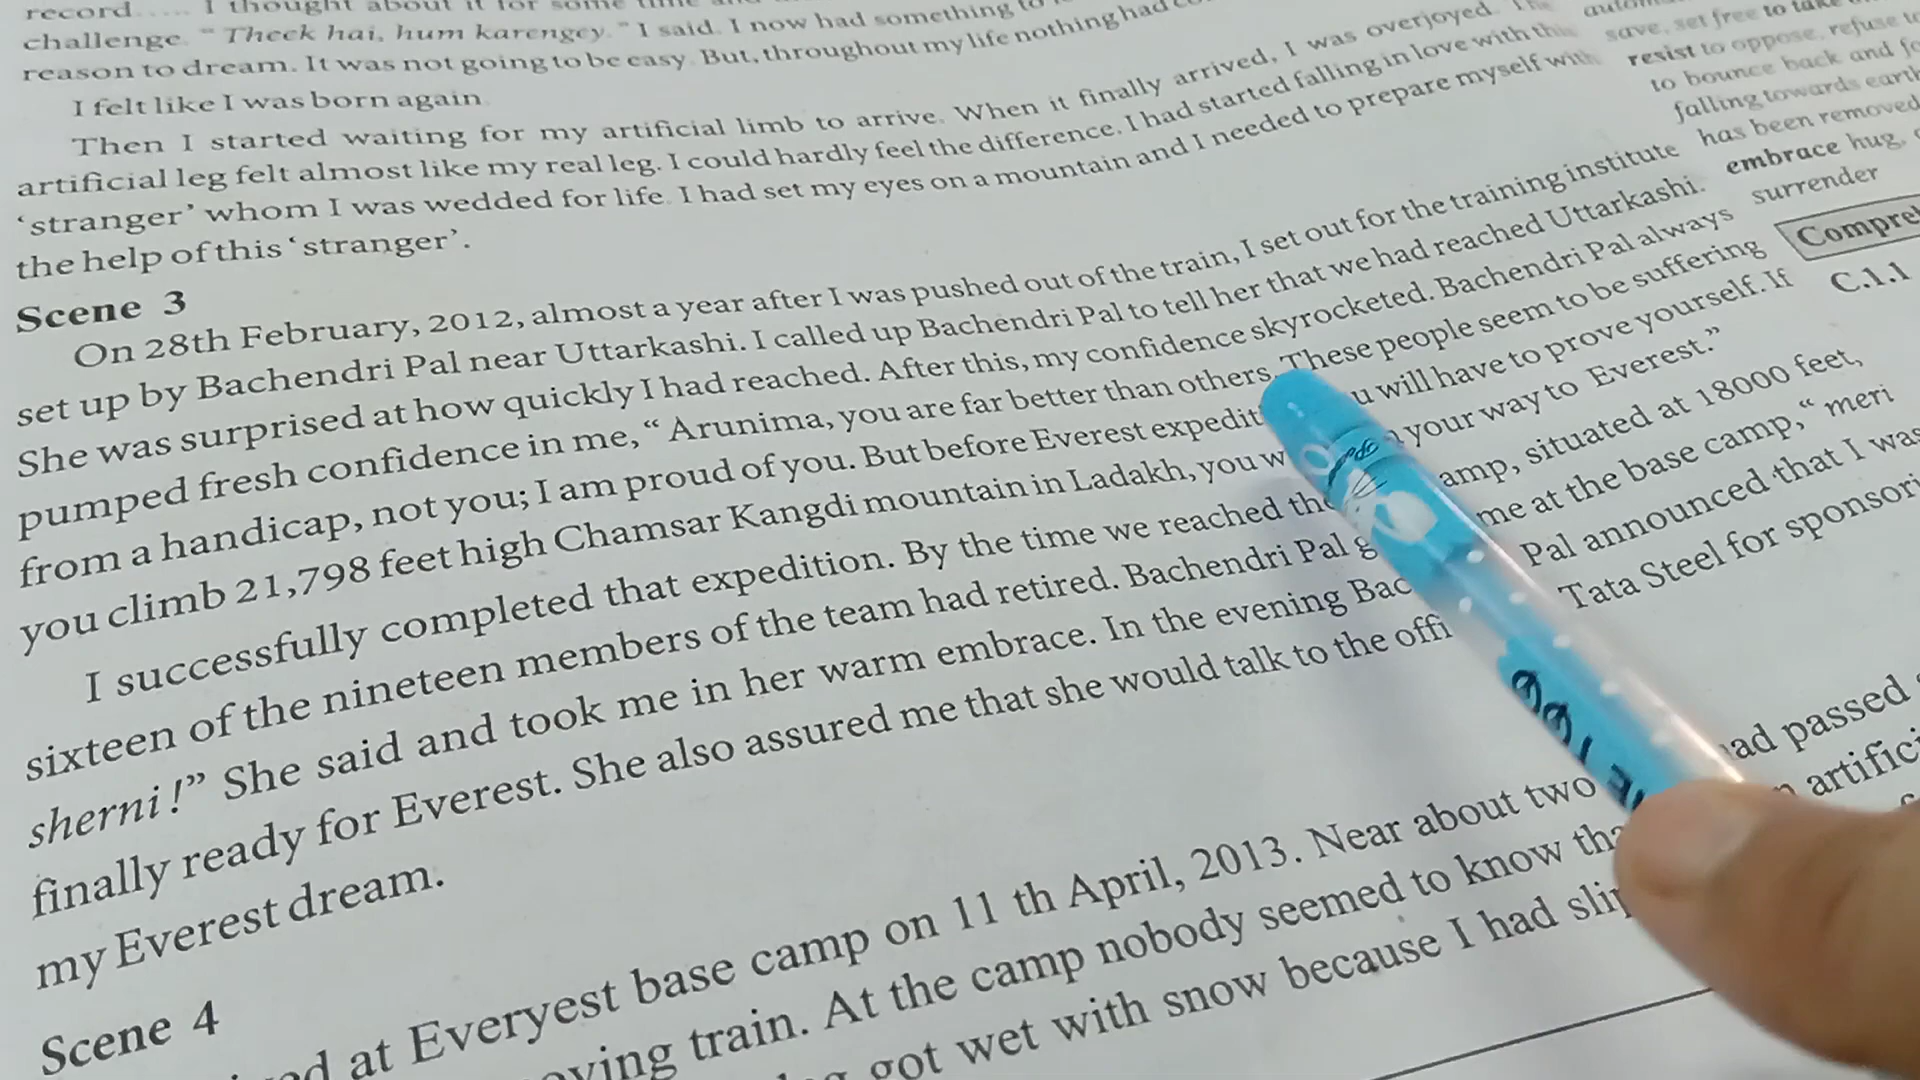 record..... I thought about it for some time and
challenge. "Theek hai, hum karengey." I said. I now had something to
reason to dream. It was not going to be easy. But, throughout my life nothing had
I felt like I was born again
Then I started waiting for my artificial limb to arrive. When it finally arrived, I was overjoyed.
artificial leg felt almost like my real leg. I could hardly feel the difference. I had started falling in love with this
'stranger' whom I was wedded for life. I had set my eyes on a mountain and I needed to prepare myself with
the help of this 'stranger'.
Scene 3
On 28th February, 2012, almost a year after I was pushed out of the train, I set out for the training institute
set up by Bachendri Pal near Uttarkashi. I called up Bachendri Pal to tell her that we had reached Uttarkashi.
She was surprised at how quickly I had reached. After this, my confidence skyrocketed. Bachendri Pal always
pumped fresh confidence in me, "Arunima, you are far better than others. These people seem to be suffering
from a handicap, not you; I am proud of you. But before Everest expedit u will have to prove yourself. If
you climb 21,798 feet high Chamsar Kangdi mountain in Ladakh, you w your way to Everest."
I successfully completed that expedition. By the time we reached the amp, situated at 18000 feet,
sixteen of the nineteen members of the team had retired. Bachendri Pal g me at the base camp, "meri
sherni!" She said and took me in her warm embrace. In the evening Bac Pal announced that I was
finally ready for Everest. She also assured me that she would talk to the offi Tata Steel for sponsori
my Everest dream.
Scene 4
ed at Everyest base camp on 11 th April, 2013. Near about two ad passed
oving train. At the camp nobody seemed to know tha artific
got wet with snow because I had slip
save, set free to take
resist to oppose, refuse to
to bounce back and
falling towards earth
has been removed
embrace hug,
surrender
Compre
C.1.1